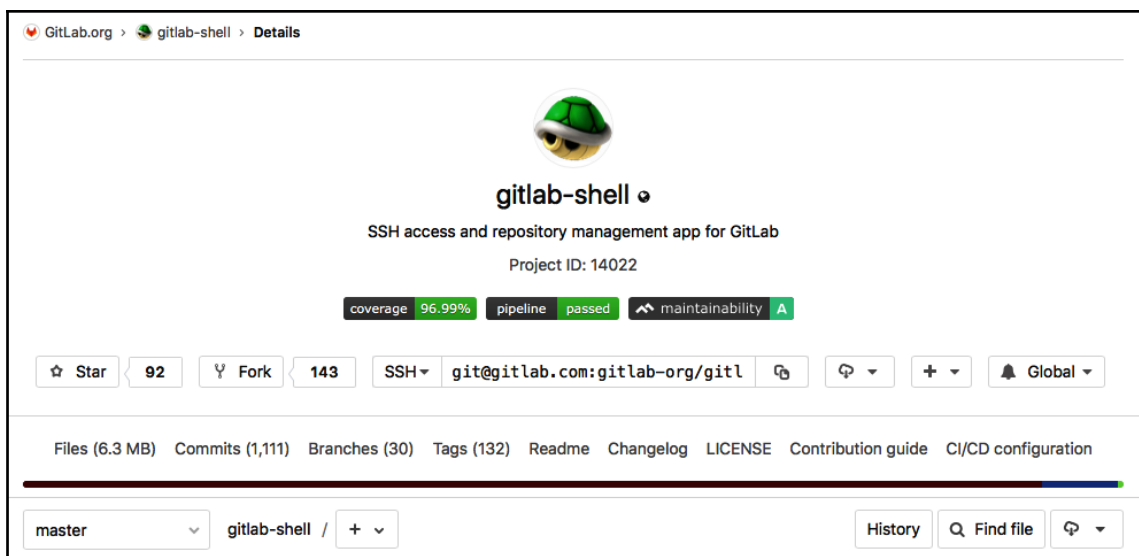 GitLab.org > gitlab-shell > Details
gitlab-shell
SSH access and repository management app for GitLab
Project ID: 14022
coverage 96.99% pipeline passed maintainability A
Star 92 Fork 143 SSH git@gitlab.com:gitlab-org/gitl + Global
Files (6.3 MB) Commits (1,111) Branches (30) Tags (132) Readme Changelog LICENSE Contribution guide CI/CD configuration
master gitlab-shell / + History Find file